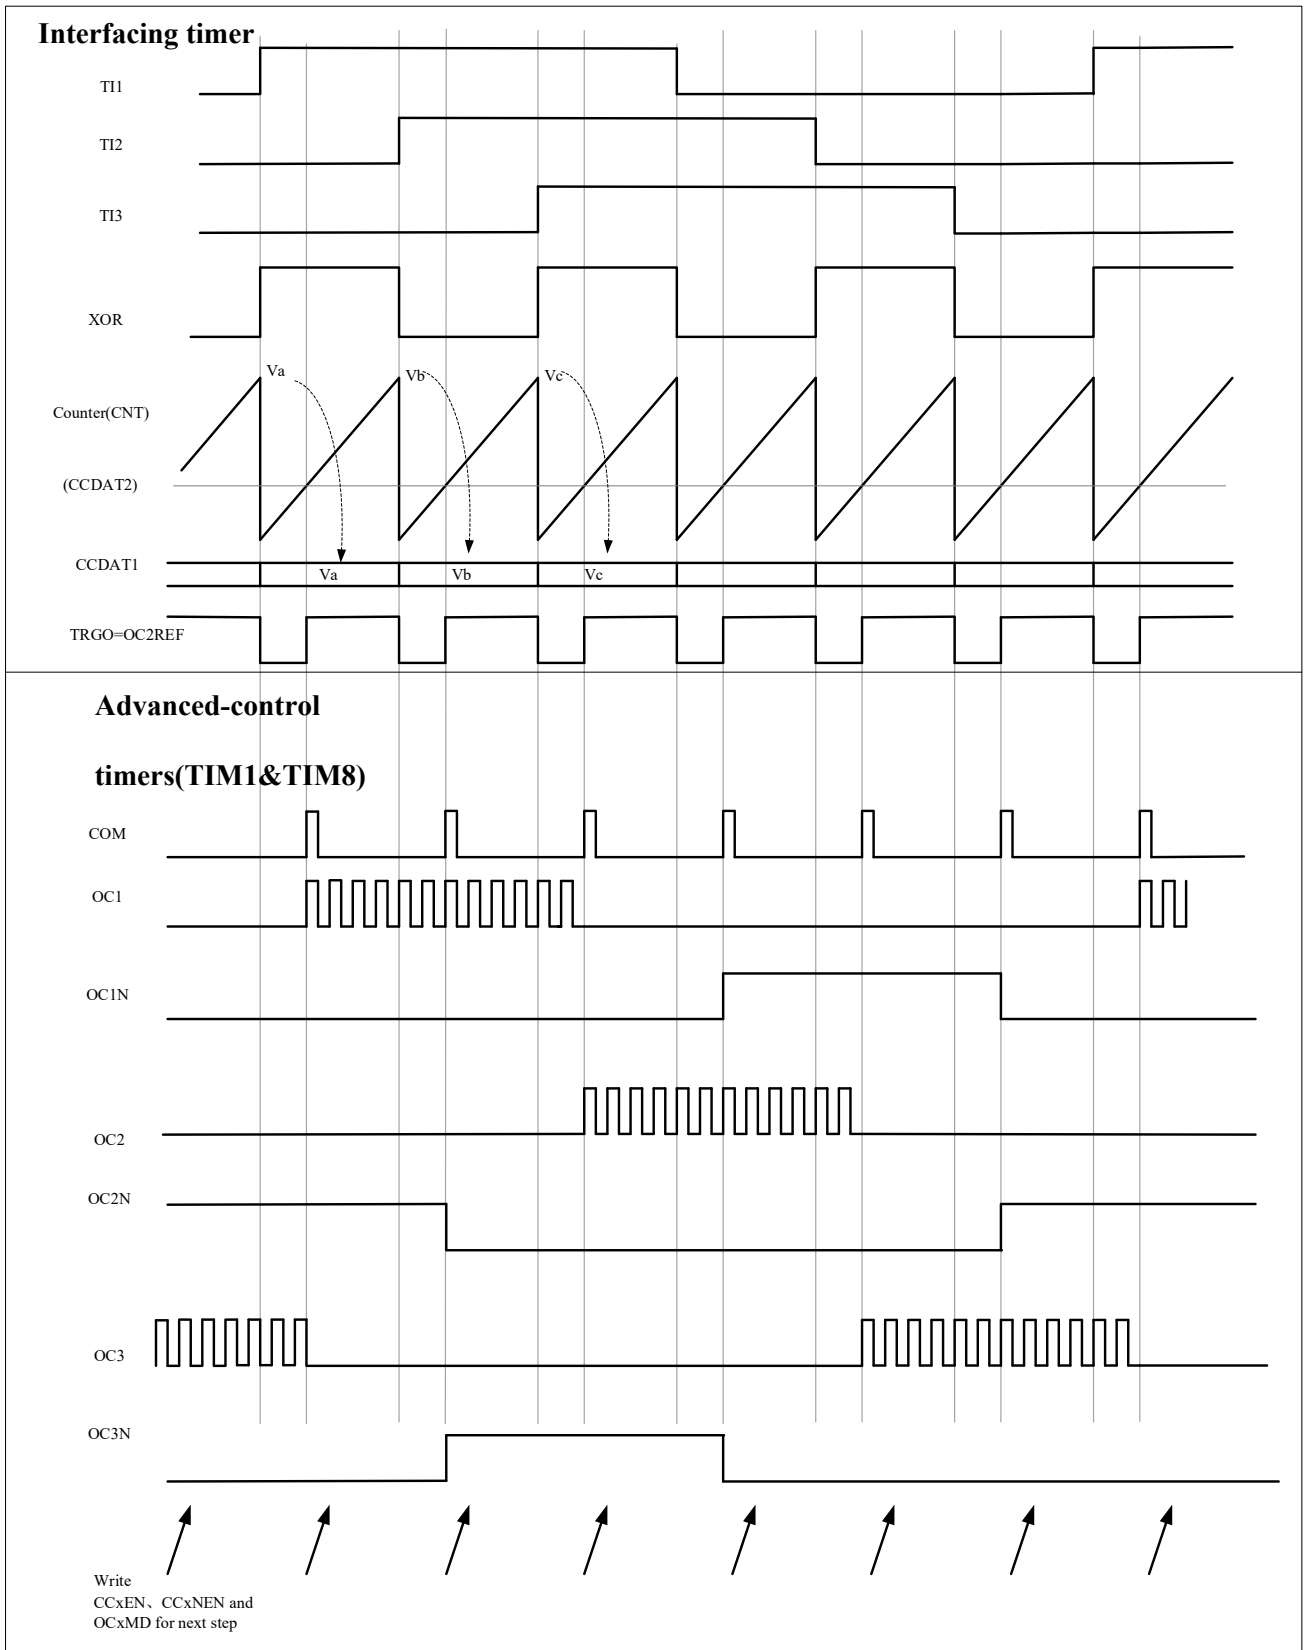 Interfacing timer
TI1
TI2
TI3
XOR
Va
Vb
Vc
Counter(CNT)
(CCDAT2)
CCDAT1
Va
Vb
Vc
TRGO=OC2REF
Advanced-control
timers(TIM1&TIM8)
COM
OC1
OC1N
OC2
OC2N
OC3
OC3N
Write
CCxEN、CCxNEN and
OCxMD for next step